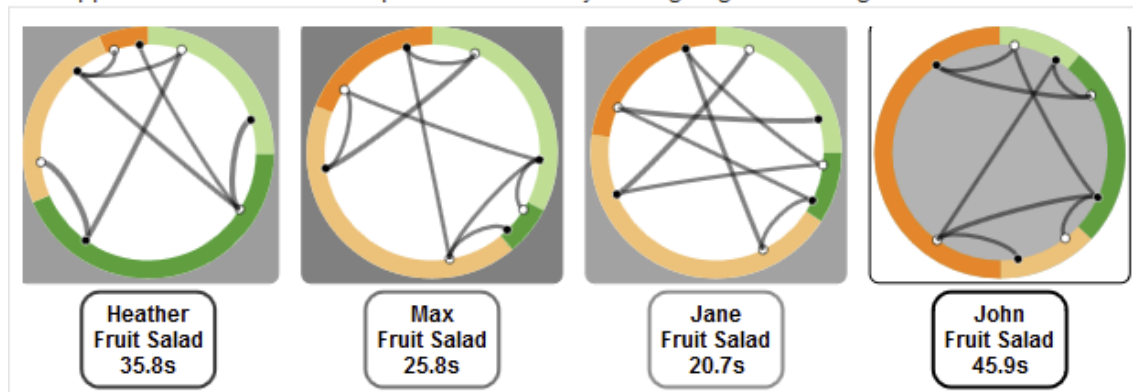 Heather
Fruit Salad
35.8s
Max
Fruit Salad
25.8s
Jane
Fruit Salad
20.7s
John
Fruit Salad
45.9s